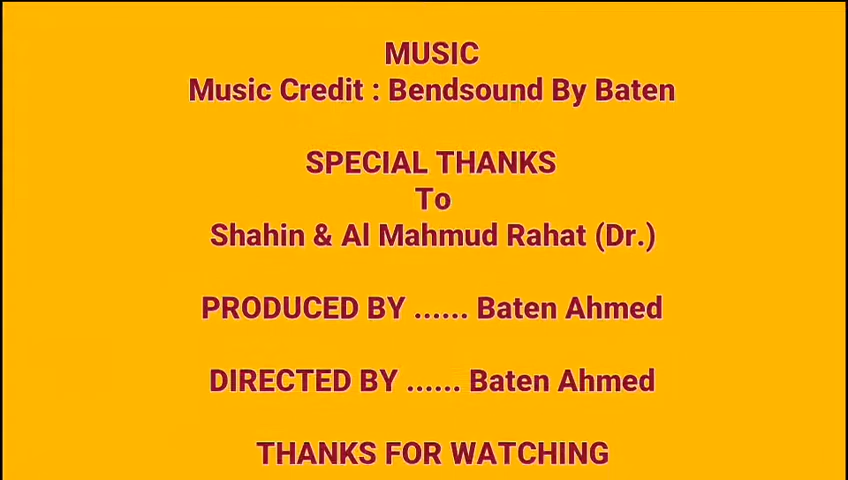 MUSIC
Music Credit : Bendsound By Baten
SPECIAL THANKS
To
Shahin & Al Mahmud Rahat (Dr.)
PRODUCED BY ...... Baten Ahmed
DIRECTED BY ...... Baten Ahmed
THANKS FOR WATCHING